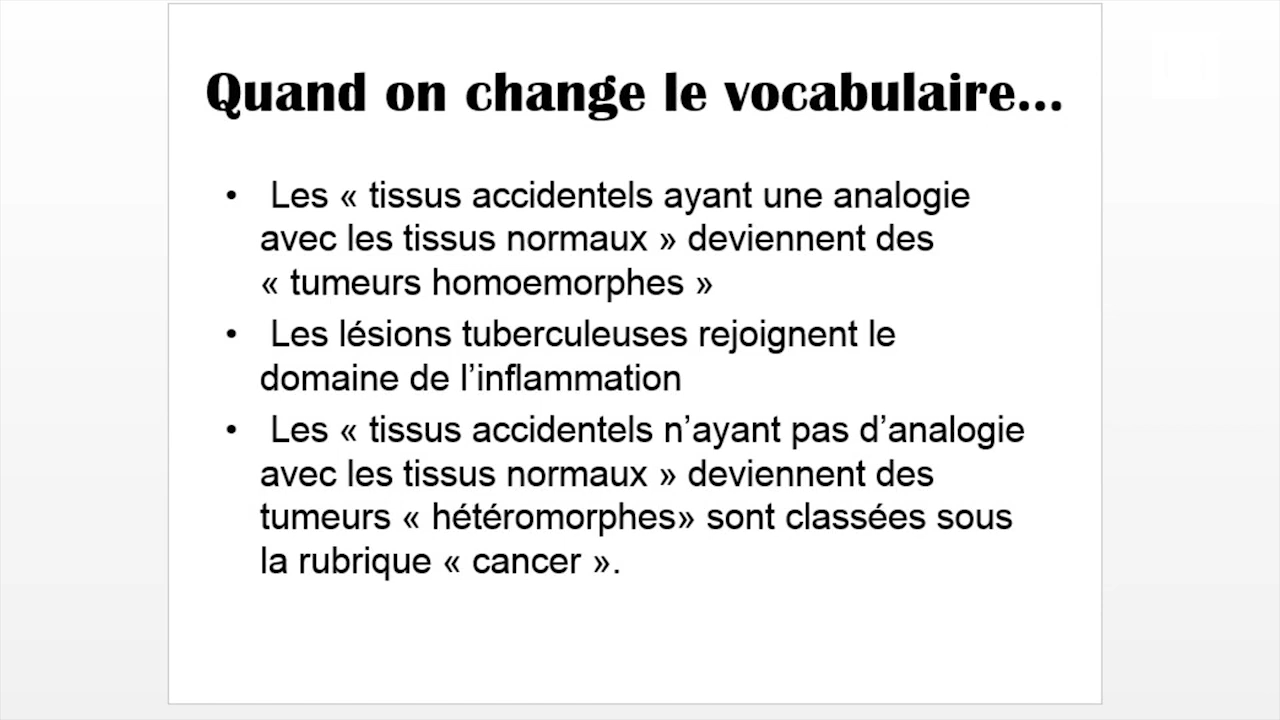 Quand on change le vocabulaire...
• Les « tissus accidentels ayant une analogie
avec les tissus normaux » deviennent des
« tumeurs homoemorphes »
• Les lésions tuberculeuses rejoignent le
domaine de l’inflammation
• Les « tissus accidentels n’ayant pas d’analogie
avec les tissus normaux » deviennent des
tumeurs « hétéromorphes» sont classées sous
la rubrique « cancer ».